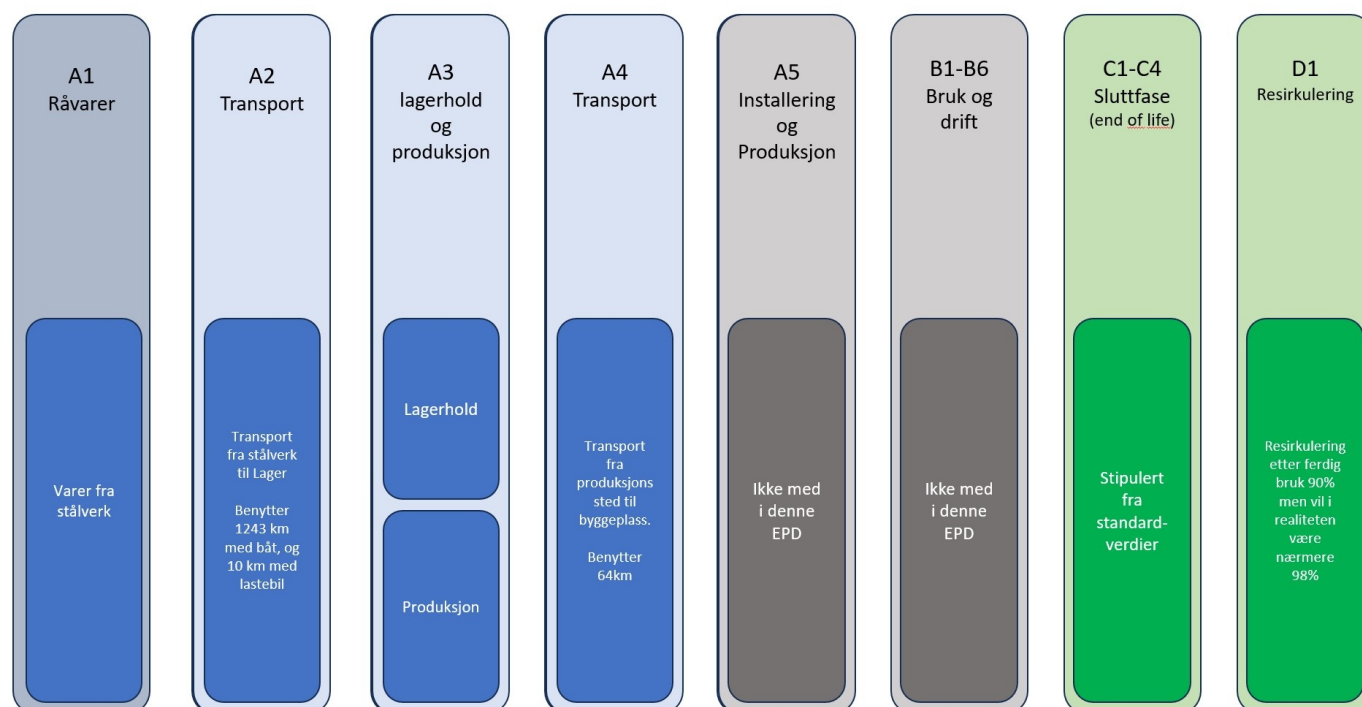 A1
Råvarer
Varer fra
stålverk
A2
Transport
Transport
fra stålverk
til Lager
Benytter
1243 km
med båt, og
10 km med
lastebil
A3
lagerhold
og
produksjon
Lagerhold
Produksjon
A4
Transport
Transport
fra
produksjons
sted til
byggeplass.
Benytter
64km
A5
Installering
og
Produksjon
Ikke med
i denne
EPD
B1-B6
Bruk og
drift
Ikke med
i denne
EPD
C1-C4
Sluttfase
(end of life)
Stipulert
fra
standard-
verdier
D1
Resirkulering
Resirkulering
etter ferdig
bruk 90%
men vil i
realiteten
være
nærmere
98%